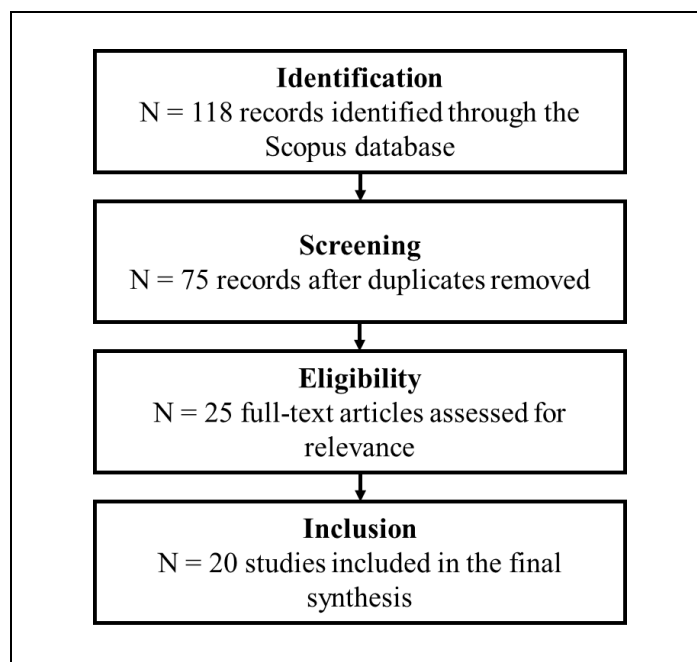 Identification
N = 118 records identified through the
Scopus database
Screening
N = 75 records after duplicates removed
Eligibility
N = 25 full-text articles assessed for
relevance
Inclusion
N = 20 studies included in the final
synthesis